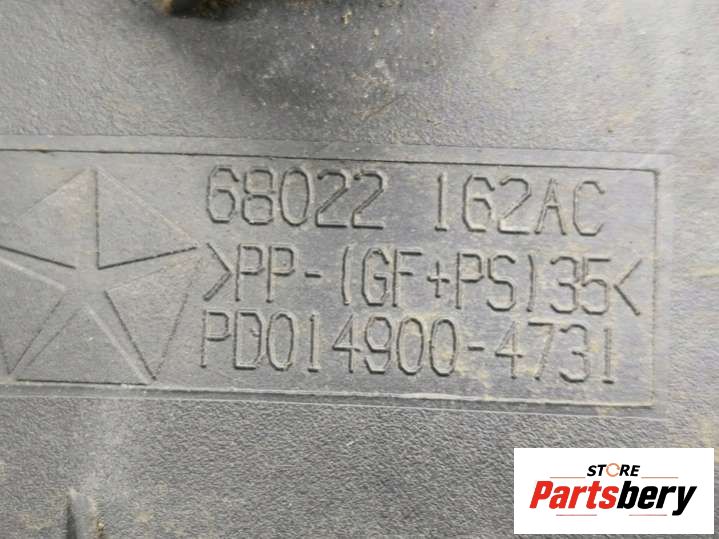 68022 162AC
>PP-(GF+PS)35<
PD014900-4731
STORE
Partsbery